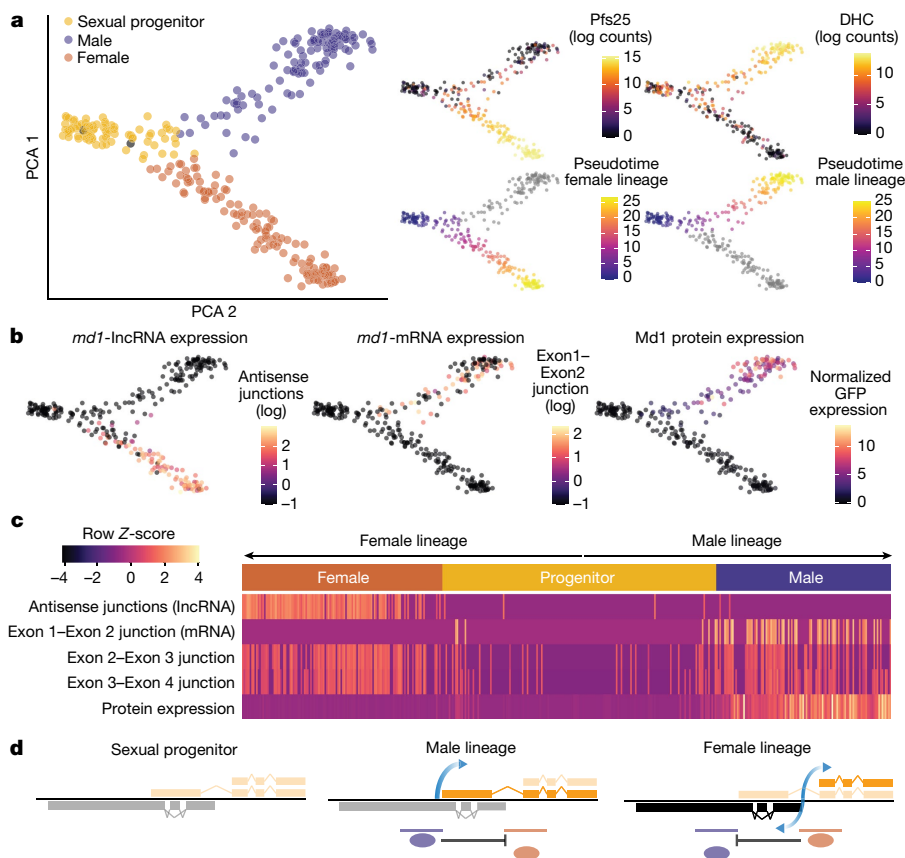 a
Sexual progenitor
Male
Female
PCA 1
PCA 2
Pfs25
(log counts)
15
10
5
0
DHC
(log counts)
10
5
0
Pseudotime
female lineage
25
20
15
10
5
0
Pseudotime
male lineage
25
20
15
10
5
0
b
md1-lncRNA expression
Antisense
junctions
(log)
2
1
0
−1
md1-mRNA expression
Exon1–
Exon2
junction
(log)
2
1
0
−1
Md1 protein expression
Normalized
GFP
expression
10
5
0
c
Row Z-score
−4 −2 0 2 4
Female lineage
Male lineage
Female
Progenitor
Male
Antisense junctions (lncRNA)
Exon 1–Exon 2 junction (mRNA)
Exon 2–Exon 3 junction
Exon 3–Exon 4 junction
Protein expression
d
Sexual progenitor
Male lineage
Female lineage